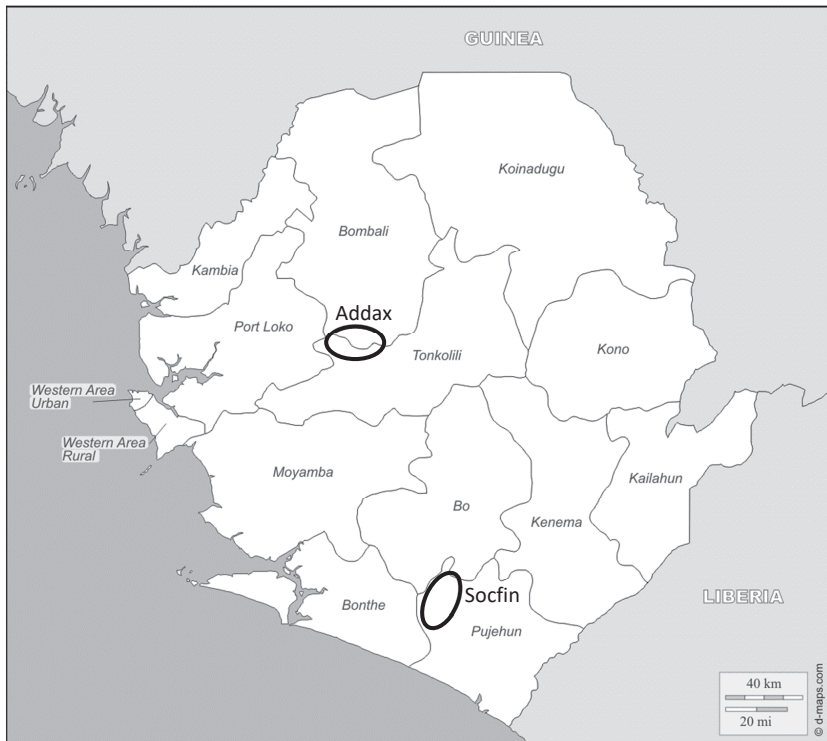 GUINEA
Koinadugu
Bombali
Kambia
Addax
Port Loko
Kono
Tonkolili
Western Area
Urban
Western Area
Rural
Moyamba
Kailahun
Bo
Kenema
Socfin
LIBERIA
Bonthe
Pujehun
40 km
20 mi
© d-maps.com